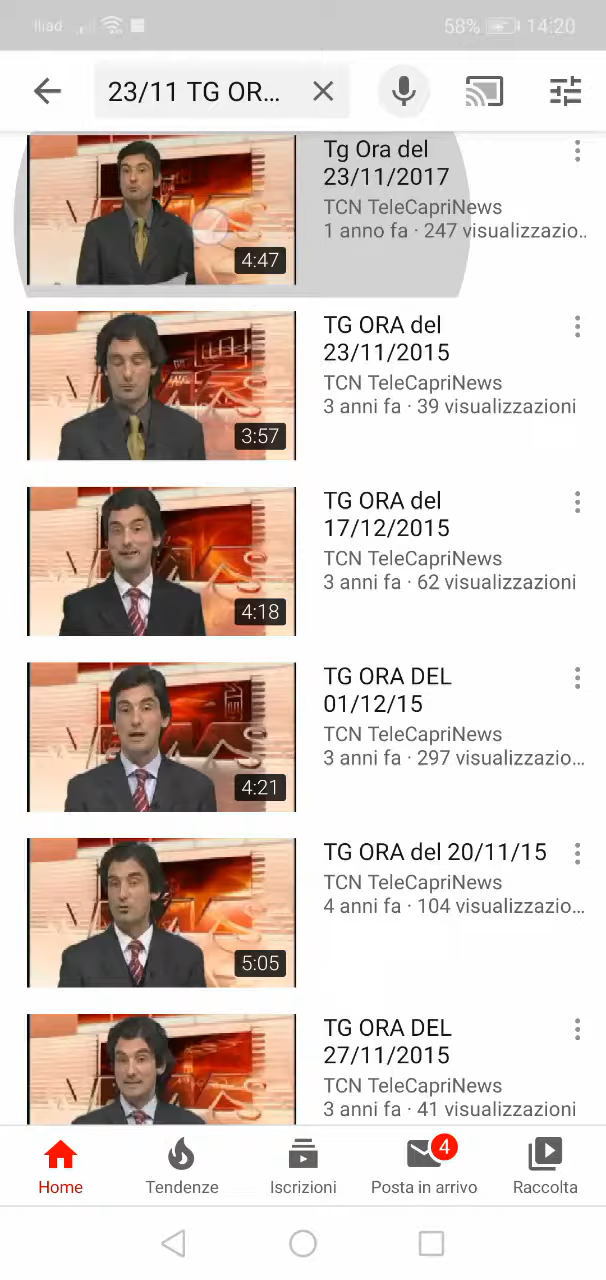 Iliad 58% 14:20
23/11 TG OR...
Tg Ora del
23/11/2017
TCN TeleCapriNews
1 anno fa · 247 visualizzazio..
4:47
TG ORA del
23/11/2015
TCN TeleCapriNews
3 anni fa · 39 visualizzazioni
3:57
TG ORA del
17/12/2015
TCN TeleCapriNews
3 anni fa · 62 visualizzazioni
4:18
TG ORA DEL
01/12/15
TCN TeleCapriNews
3 anni fa · 297 visualizzazio...
4:21
TG ORA del 20/11/15
TCN TeleCapriNews
4 anni fa · 104 visualizzazio...
5:05
TG ORA DEL
27/11/2015
TCN TeleCapriNews
3 anni fa · 41 visualizzazioni
4
Home Tendenze Iscrizioni Posta in arrivo Raccolta